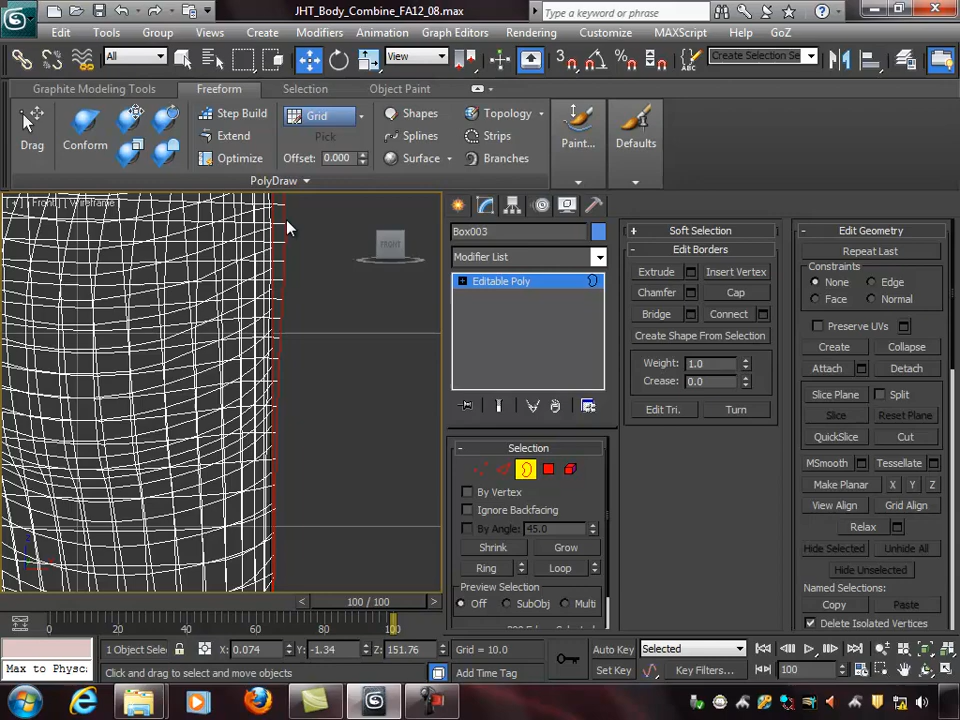 JHT_Body_Combine_FA12_08.max
Type a keyword or phrase
Edit Tools Group Views Create Modifiers Animation Graph Editors Rendering Customize MAXScript Help GoZ
All View Create Selection Se
Graphite Modeling Tools Freeform Selection Object Paint
Drag Conform Step Build Extend Optimize
Grid Pick Offset: 0.000
Shapes Splines Surface
Topology Strips Branches
Paint... Defaults
PolyDraw
[ + ] Front ] Wireframe
FRONT
Box003
Modifier List
Editable Poly
Selection
By Vertex
Ignore Backfacing
By Angle: 45.0
Shrink Grow
Ring Loop
Preview Selection
Off SubObj Multi
Soft Selection
Edit Borders
Extrude Insert Vertex
Chamfer Cap
Bridge Connect
Create Shape From Selection
Weight: 1.0
Crease: 0.0
Edit Tri. Turn
Edit Geometry
Repeat Last
Constraints
None Edge
Face Normal
Preserve UVs
Create Collapse
Attach Detach
Slice Plane Split
Slice Reset Plane
QuickSlice Cut
MSmooth Tessellate
Make Planar X Y Z
View Align Grid Align
Relax
Hide Selected Unhide All
Hide Unselected
Named Selections:
Copy Paste
Delete Isolated Vertices
< 100 / 100 >
0 20 40 60 80 100
1 Object Selec X: 0.074 Y: -1.34 Z: 151.76 Grid = 10.0 Auto Key Selected
Max to Physc Click and drag to select and move objects Add Time Tag Set Key Key Filters... 100